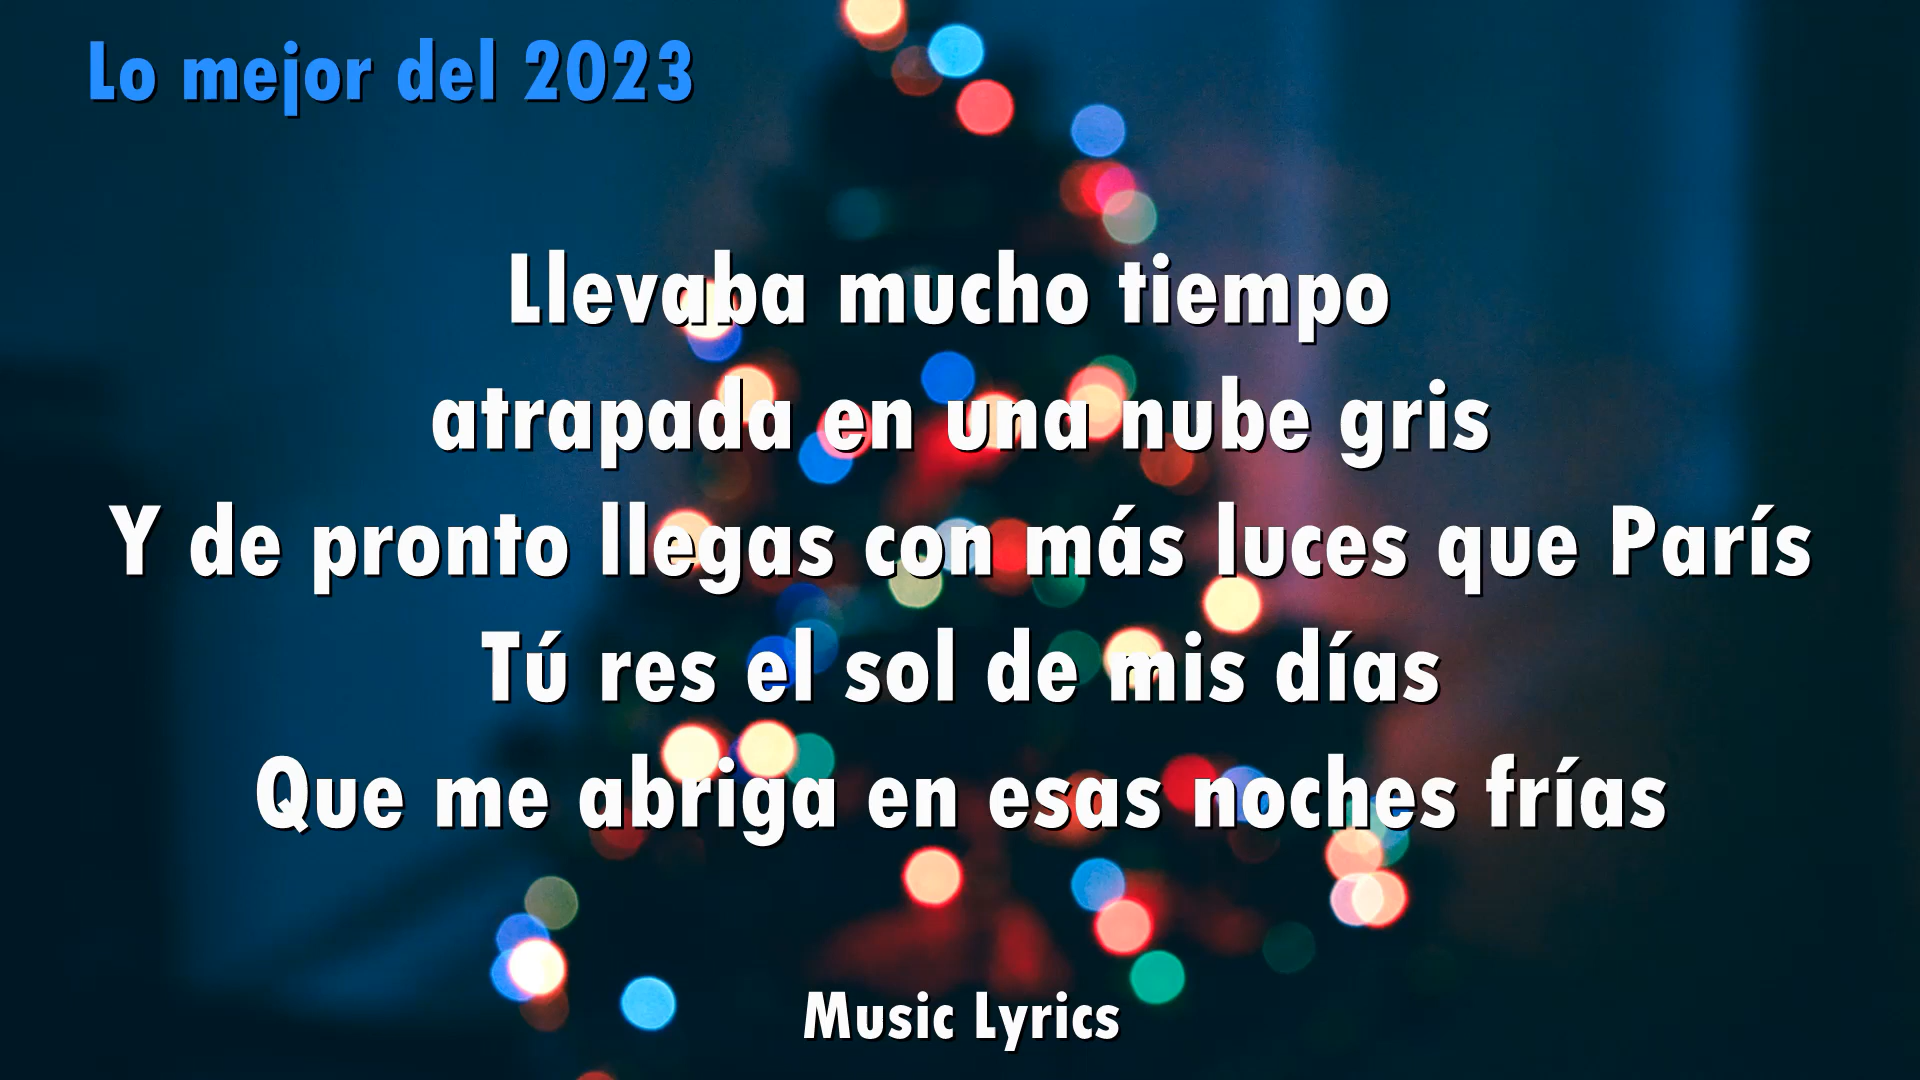 Lo mejor del 2023
Llevaba mucho tiempo
atrapada en una nube gris
Y de pronto llegas con más luces que París
Tú res el sol de mis días
Que me abriga en esas noches frías
Music Lyrics